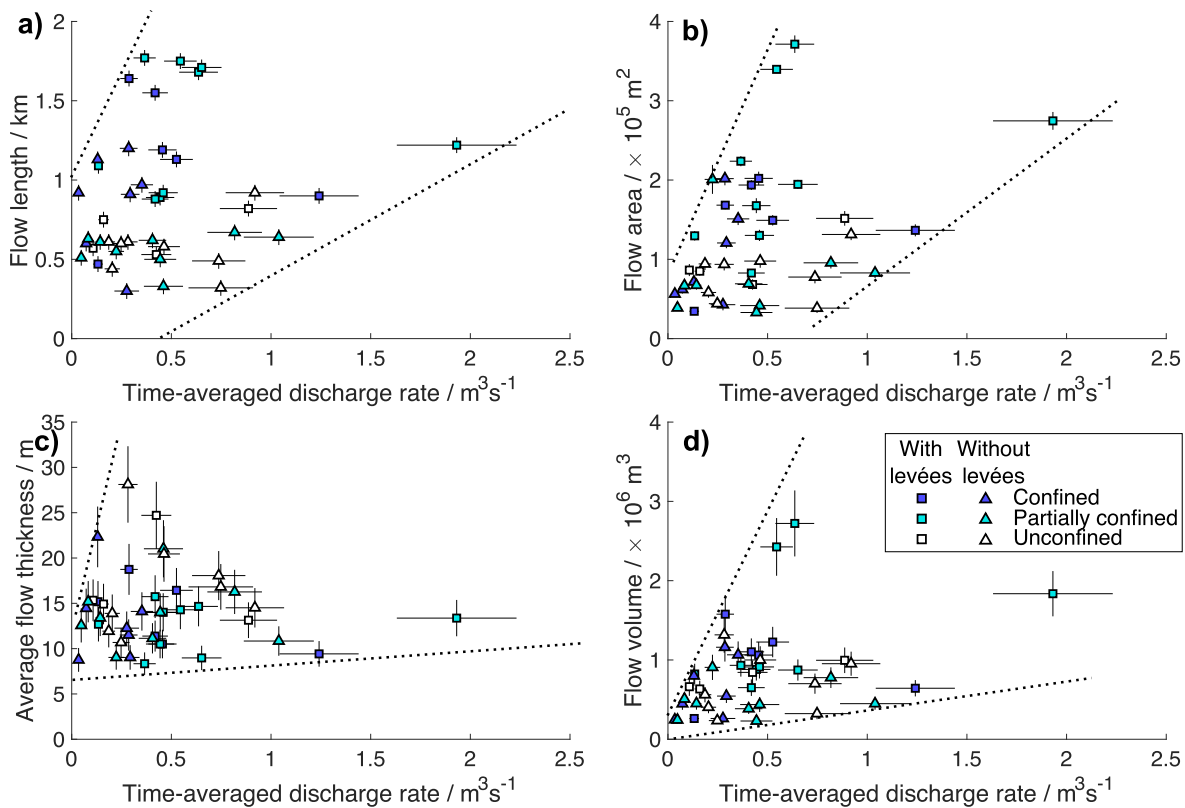 a)
2
1.5
1
0.5
0
Flow length / km
0 0.5 1 1.5 2 2.5
Time-averaged discharge rate / m³s⁻¹
b)
4
3
2
1
0
Flow area / × 10⁵ m²
0 0.5 1 1.5 2 2.5
Time-averaged discharge rate / m³s⁻¹
c)
35
30
25
20
15
10
5
0
Average flow thickness / m
0 0.5 1 1.5 2 2.5
Time-averaged discharge rate / m³s⁻¹
d)
4
3
2
1
0
Flow volume / × 10⁶ m³
0 0.5 1 1.5 2 2.5
Time-averaged discharge rate / m³s⁻¹
With Without
levées levées
Confined
Partially confined
Unconfined